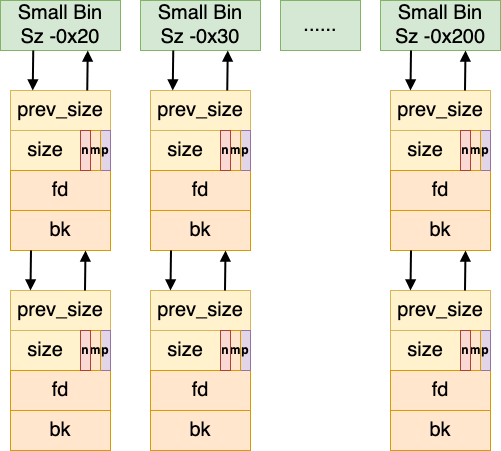 Small Bin
Sz -0x20
Small Bin
Sz -0x30
......
Small Bin
Sz -0x200
prev_size
size n m p
fd
bk
prev_size
size n m p
fd
bk
prev_size
size n m p
fd
bk
prev_size
size n m p
fd
bk
prev_size
size n m p
fd
bk
prev_size
size n m p
fd
bk